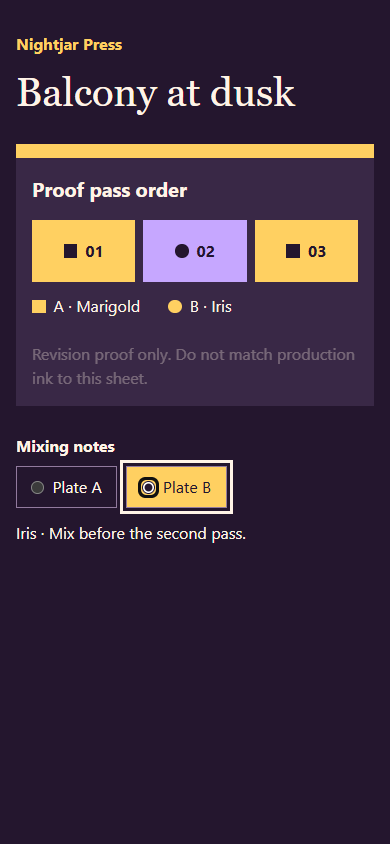 Nightjar Press
Balcony at dusk
Proof pass order
01 02 03
A · Marigold B · Iris
Revision proof only. Do not match production
ink to this sheet.
Mixing notes
Plate A Plate B
Iris · Mix before the second pass.